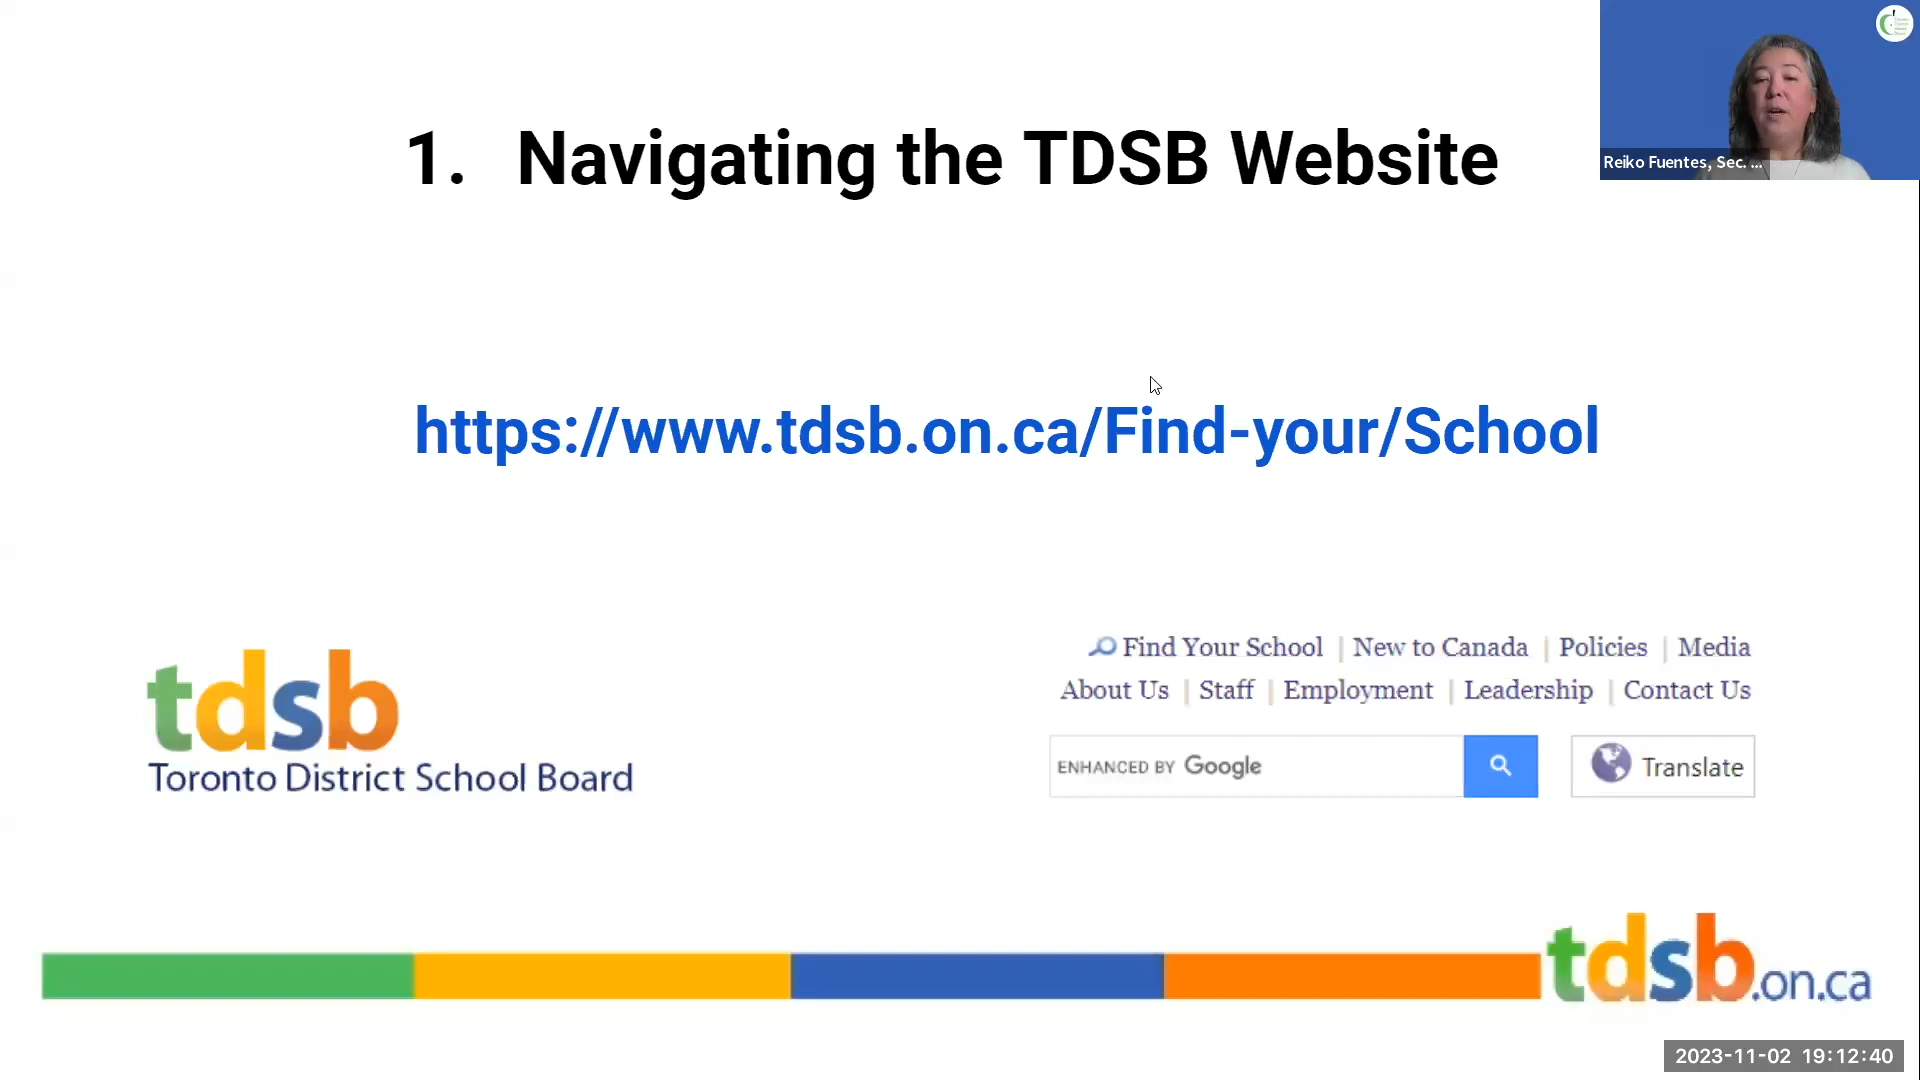 Reiko Fuentes, Sec. ...
1. Navigating the TDSB Website
https://www.tdsb.on.ca/Find-your/School
tdsb
Toronto District School Board
Find Your School | New to Canada | Policies | Media
About Us | Staff | Employment | Leadership | Contact Us
ENHANCED BY Google
Translate
tdsb.on.ca
2023-11-02 19:12:40